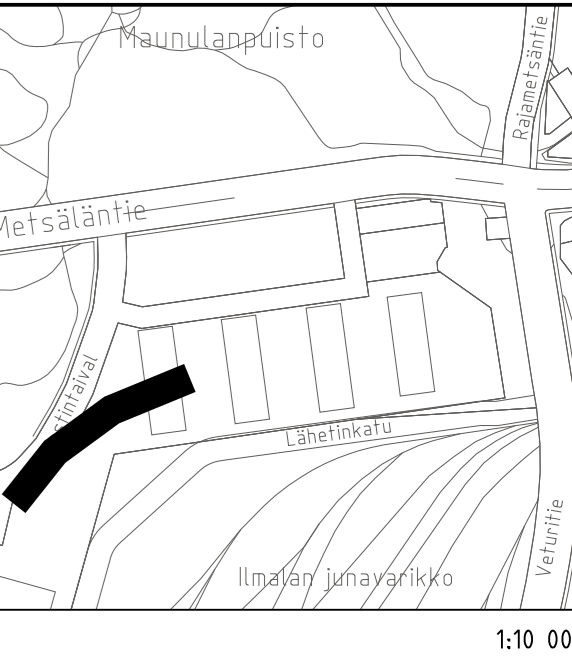 Maunulanpuisto
Rajametsäntie
Metsäläntie
Lähetinkatu
Veturitie
Ilmalan junavarikko
1:10 00